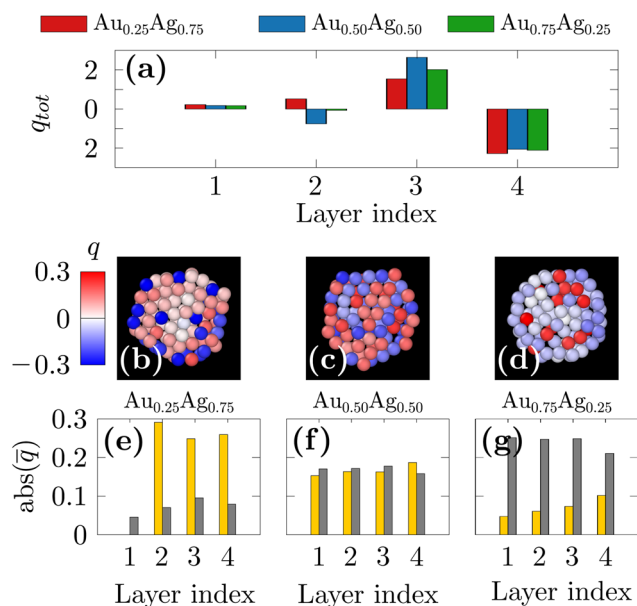 Au0.25Ag0.75 Au0.50Ag0.50 Au0.75Ag0.25
(a)
qtot
2
0
2
1 2 3 4
Layer index
q
0.3
0
−0.3
(b) (c) (d)
Au0.25Ag0.75 Au0.50Ag0.50 Au0.75Ag0.25
(e) (f) (g)
abs(q̅)
0.3
0.2
0.1
0
1 2 3 4 1 2 3 4 1 2 3 4
Layer index Layer index Layer index